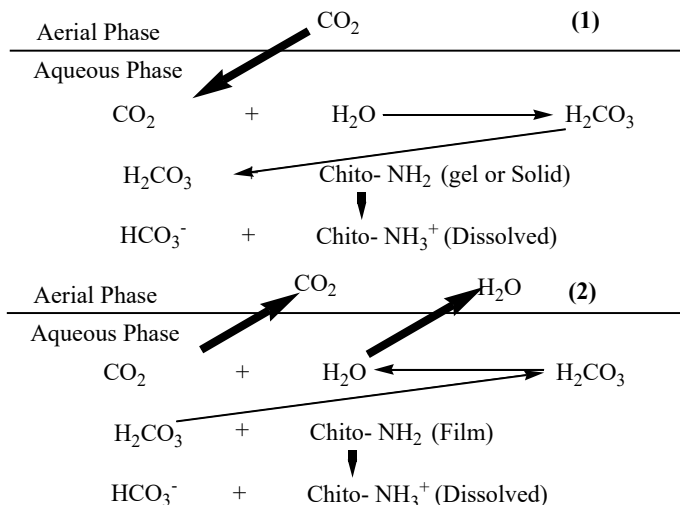 CO₂ (1)
Aerial Phase
Aqueous Phase
CO₂ + H₂O H₂CO₃
H₂CO₃ + Chito- NH₂ (gel or Solid)
HCO₃⁻ + Chito- NH₃⁺ (Dissolved)
CO₂ H₂O (2)
Aerial Phase
Aqueous Phase
CO₂ + H₂O H₂CO₃
H₂CO₃ + Chito- NH₂ (Film)
HCO₃⁻ + Chito- NH₃⁺ (Dissolved)